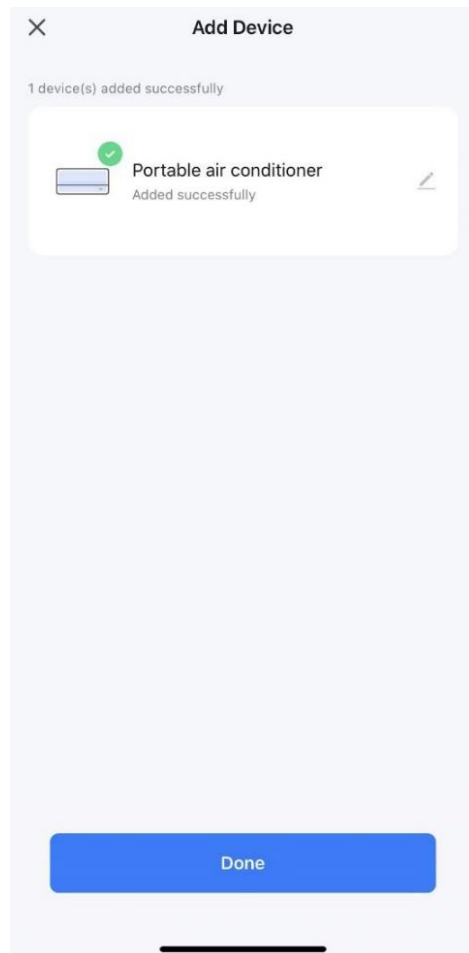 Add Device
1 device(s) added successfully
Portable air conditioner
Added successfully
Done